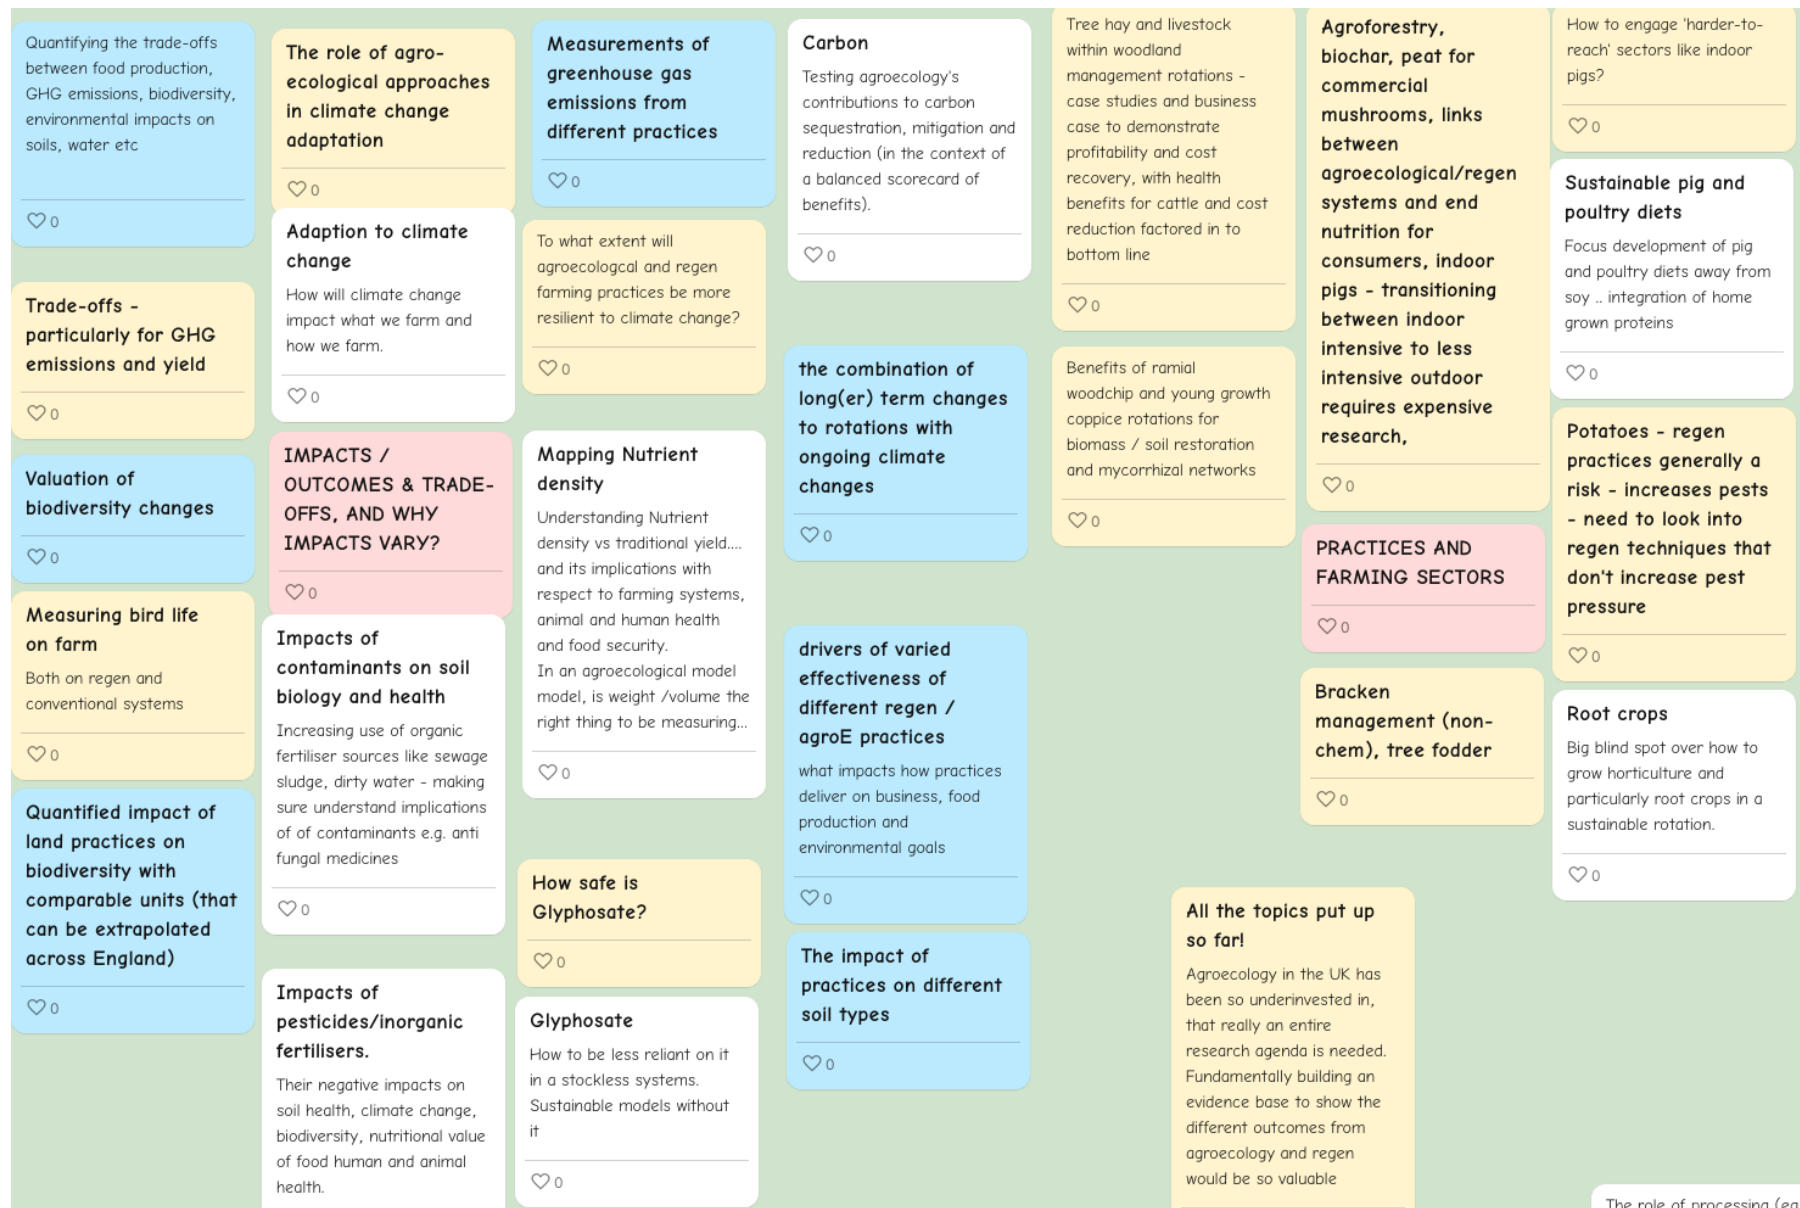 Quantifying the trade-offs
between food production,
GHG emissions, biodiversity,
environmental impacts on
soils, water etc
0
Trade-offs -
particularly for GHG
emissions and yield
0
Valuation of
biodiversity changes
0
Measuring bird life
on farm
Both on regen and
conventional systems
0
Quantified impact of
land practices on
biodiversity with
comparable units (that
can be extrapolated
across England)
0
The role of agro-
ecological approaches
in climate change
adaptation
0
Adaption to climate
change
How will climate change
impact what we farm and
how we farm.
0
IMPACTS /
OUTCOMES & TRADE-
OFFS, AND WHY
IMPACTS VARY?
0
Impacts of
contaminants on soil
biology and health
Increasing use of organic
fertiliser sources like sewage
sludge, dirty water - making
sure understand implications
of of contaminants e.g. anti
fungal medicines
0
Impacts of
pesticides/inorganic
fertilisers.
Their negative impacts on
soil health, climate change,
biodiversity, nutritional value
of food human and animal
health.
Measurements of
greenhouse gas
emissions from
different practices
0
To what extent will
agroecologcal and regen
farming practices be more
resilient to climate change?
0
Mapping Nutrient
density
Understanding Nutrient
density vs traditional yield....
and its implications with
respect to farming systems,
animal and human health
and food security.
In an agroecological model
model, is weight /volume the
right thing to be measuring...
0
How safe is
Glyphosate?
0
Glyphosate
How to be less reliant on it
in a stockless systems.
Sustainable models without
it
0
Carbon
Testing agroecology's
contributions to carbon
sequestration, mitigation and
reduction (in the context of
a balanced scorecard of
benefits).
0
the combination of
long(er) term changes
to rotations with
ongoing climate
changes
0
drivers of varied
effectiveness of
different regen /
agroE practices
what impacts how practices
deliver on business, food
production and
environmental goals
0
The impact of
practices on different
soil types
0
Tree hay and livestock
within woodland
management rotations -
case studies and business
case to demonstrate
profitability and cost
recovery, with health
benefits for cattle and cost
reduction factored in to
bottom line
0
Benefits of ramial
woodchip and young growth
coppice rotations for
biomass / soil restoration
and mycorrhizal networks
0
Agroforestry,
biochar, peat for
commercial
mushrooms, links
between
agroecological/regen
systems and end
nutrition for
consumers, indoor
pigs - transitioning
between indoor
intensive to less
intensive outdoor
requires expensive
research,
0
PRACTICES AND
FARMING SECTORS
0
Bracken
management (non-
chem), tree fodder
0
All the topics put up
so far!
Agroecology in the UK has
been so underinvested in,
that really an entire
research agenda is needed.
Fundamentally building an
evidence base to show the
different outcomes from
agroecology and regen
would be so valuable
How to engage 'harder-to-
reach' sectors like indoor
pigs?
0
Sustainable pig and
poultry diets
Focus development of pig
and poultry diets away from
soy .. integration of home
grown proteins
0
Potatoes - regen
practices generally a
risk - increases pests
- need to look into
regen techniques that
don't increase pest
pressure
0
Root crops
Big blind spot over how to
grow horticulture and
particularly root crops in a
sustainable rotation.
0
The role of processing (eg